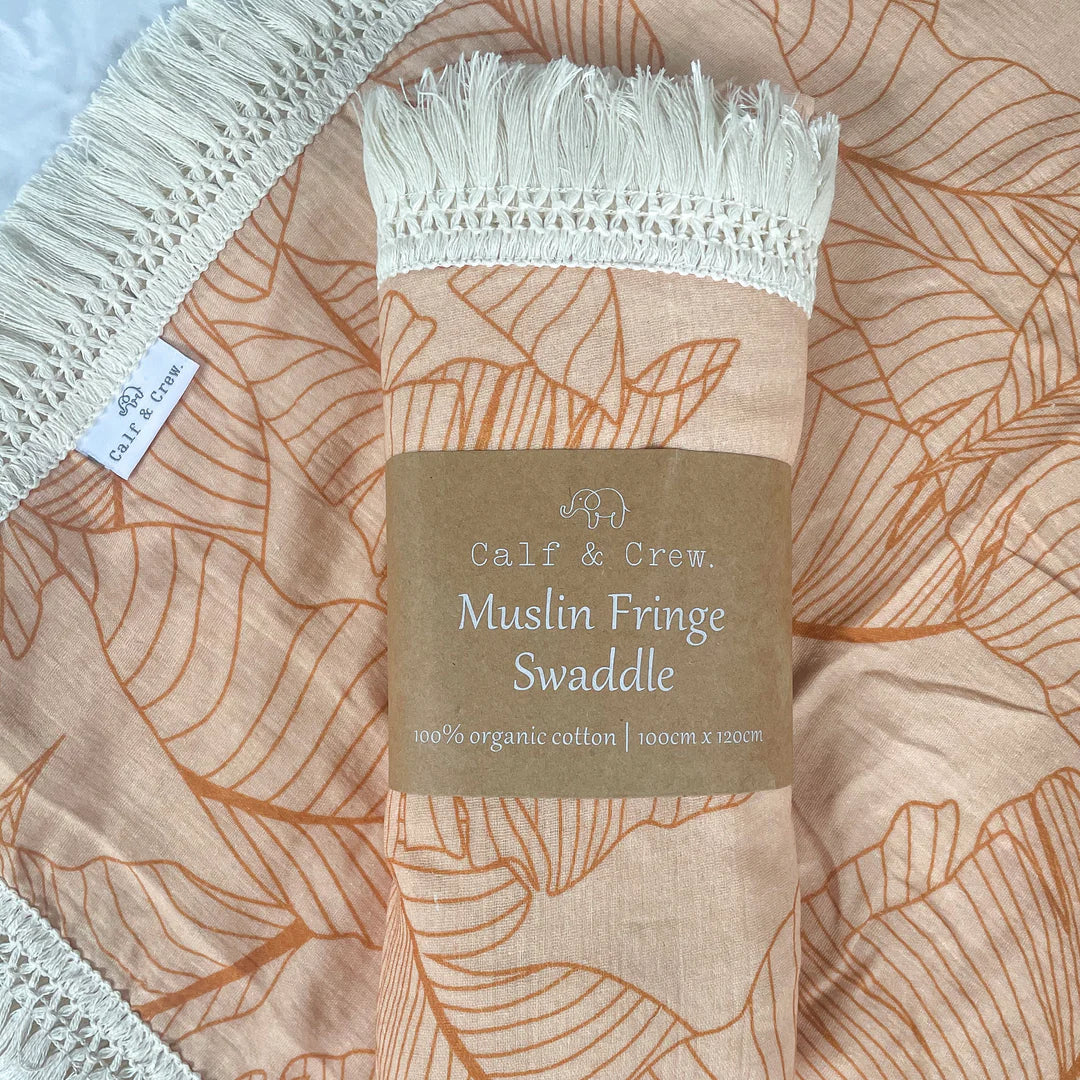 Calf & Crew.
Calf & Crew.
Muslin Fringe
Swaddle
100% organic cotton | 100cm x 120cm